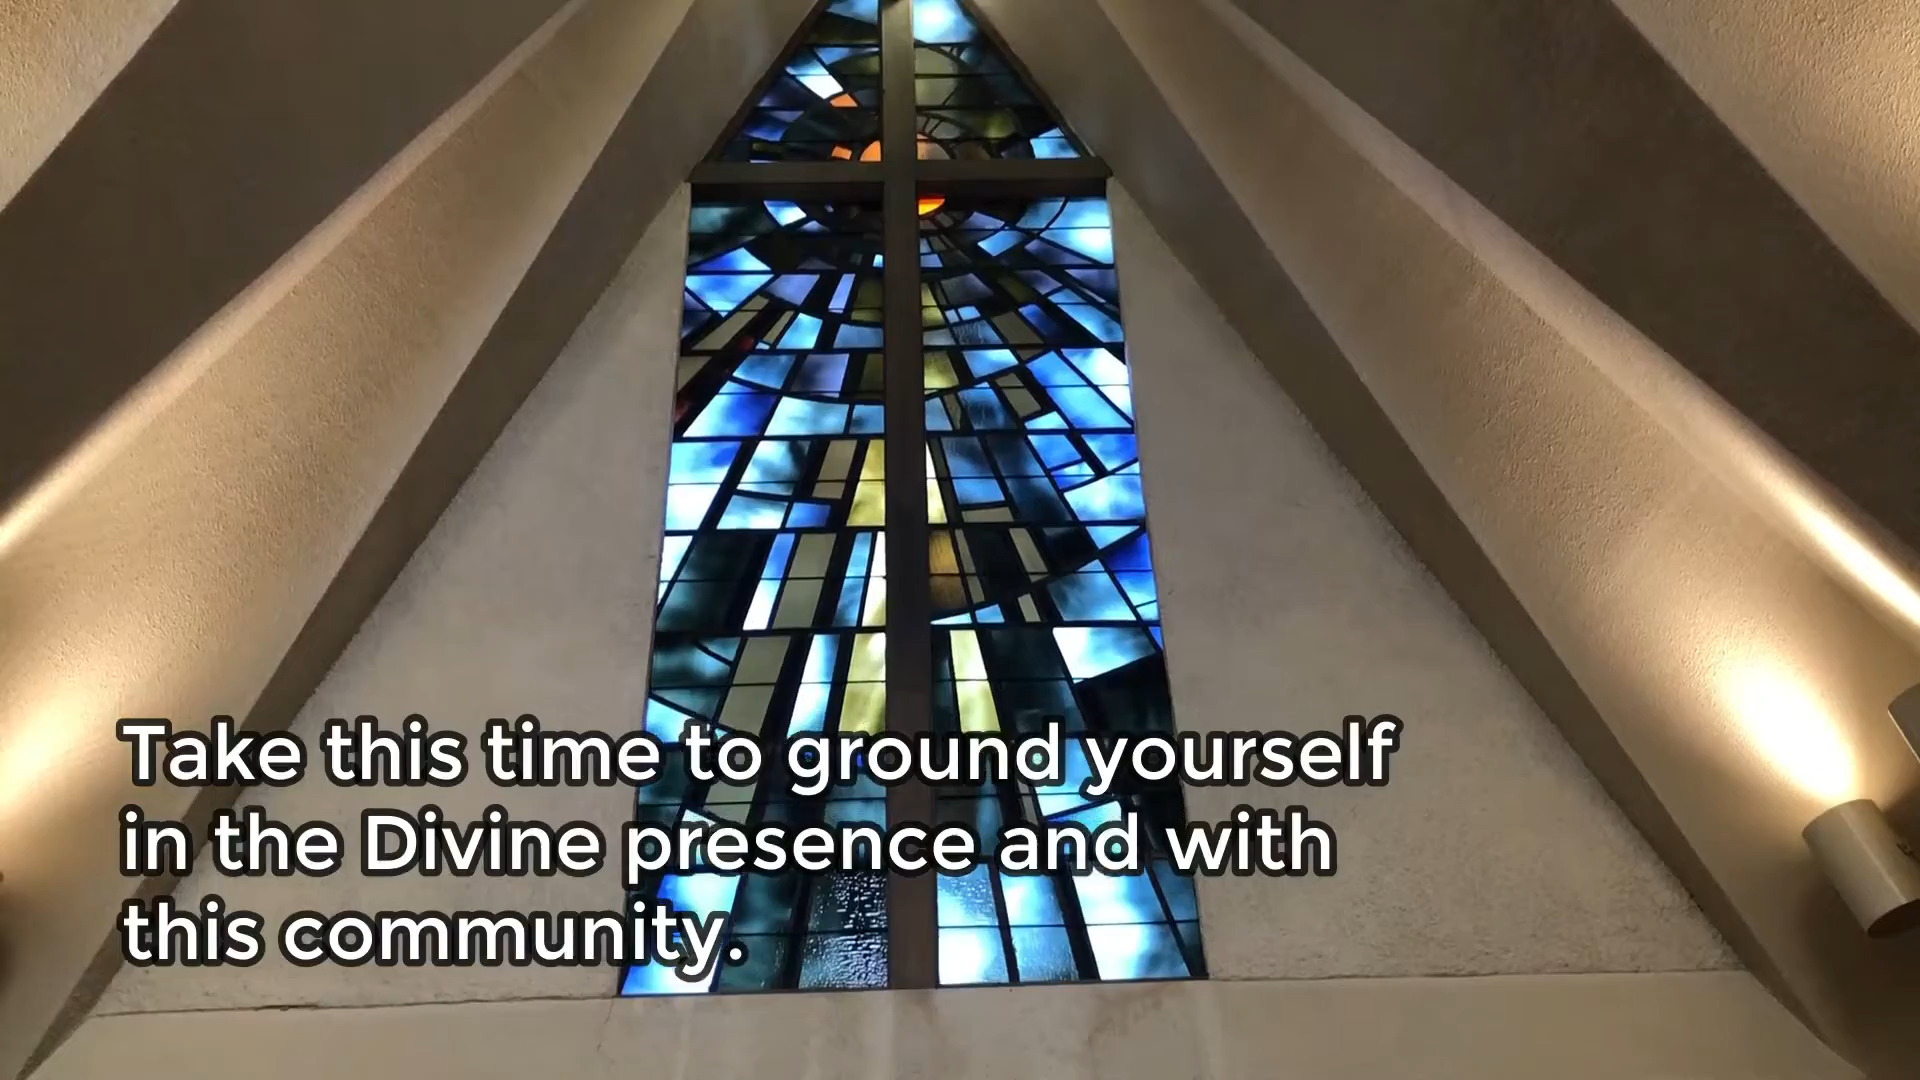 Take this time to ground yourself
in the Divine presence and with
this community.